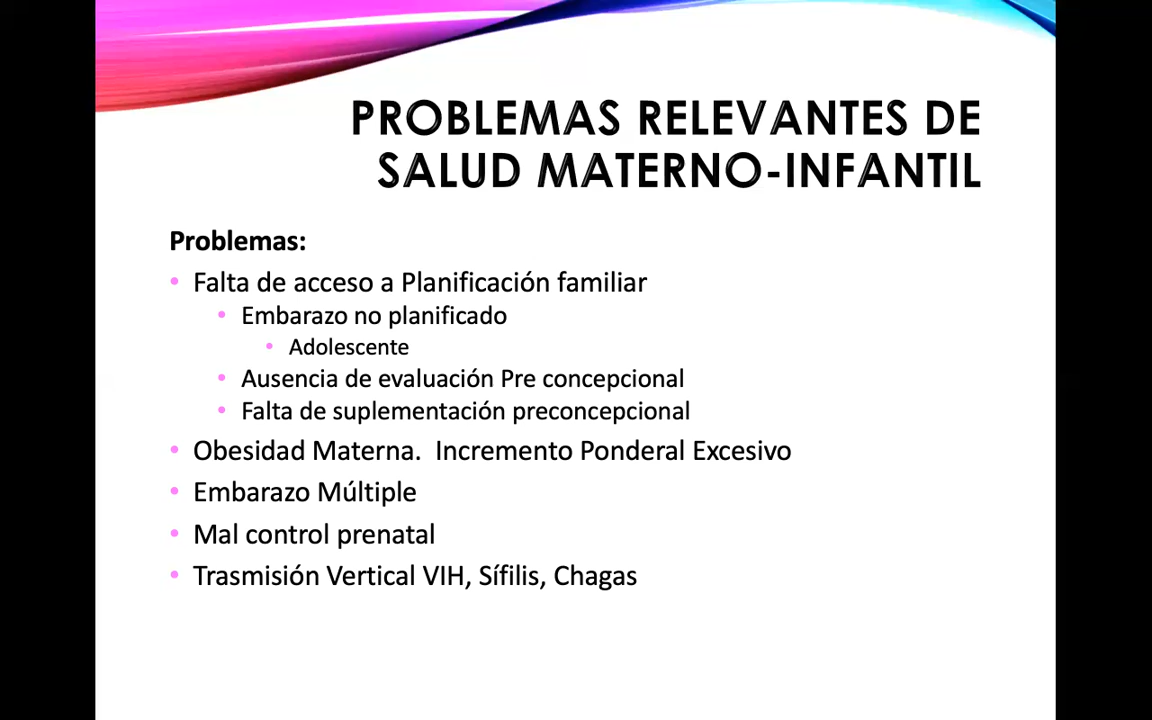 PROBLEMAS RELEVANTES DE
SALUD MATERNO-INFANTIL
Problemas:
• Falta de acceso a Planificación familiar
• Embarazo no planificado
• Adolescente
• Ausencia de evaluación Pre concepcional
• Falta de suplementación preconcepcional
• Obesidad Materna.  Incremento Ponderal Excesivo
• Embarazo Múltiple
• Mal control prenatal
• Trasmisión Vertical VIH, Sífilis, Chagas